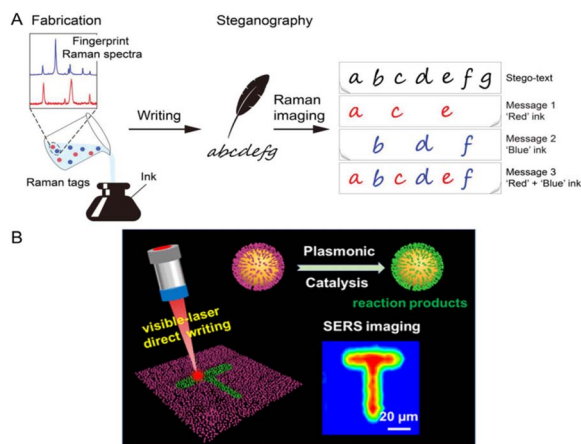 A
Fabrication
Steganography
Fingerprint
Raman spectra
Raman tags
Ink
Writing
abcdefg
Raman
imaging
a b c d e f g
Stego-text
a c e
Message 1
'Red' ink
b d f
Message 2
'Blue' ink
a b c d e f
Message 3
'Red' + 'Blue' ink
B
visible-laser
direct writing
Plasmonic
Catalysis
reaction products
SERS imaging
T
20 μm